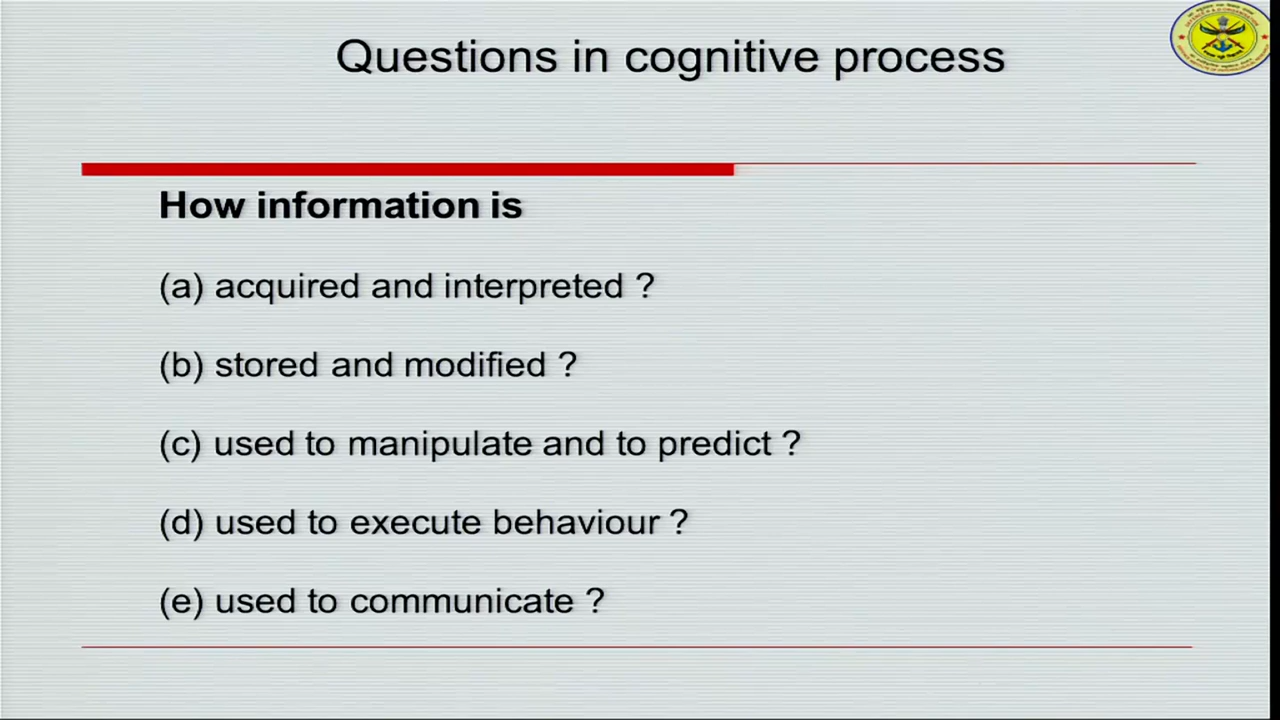 Questions in cognitive process
How information is
(a) acquired and interpreted ?
(b) stored and modified ?
(c) used to manipulate and to predict ?
(d) used to execute behaviour ?
(e) used to communicate ?